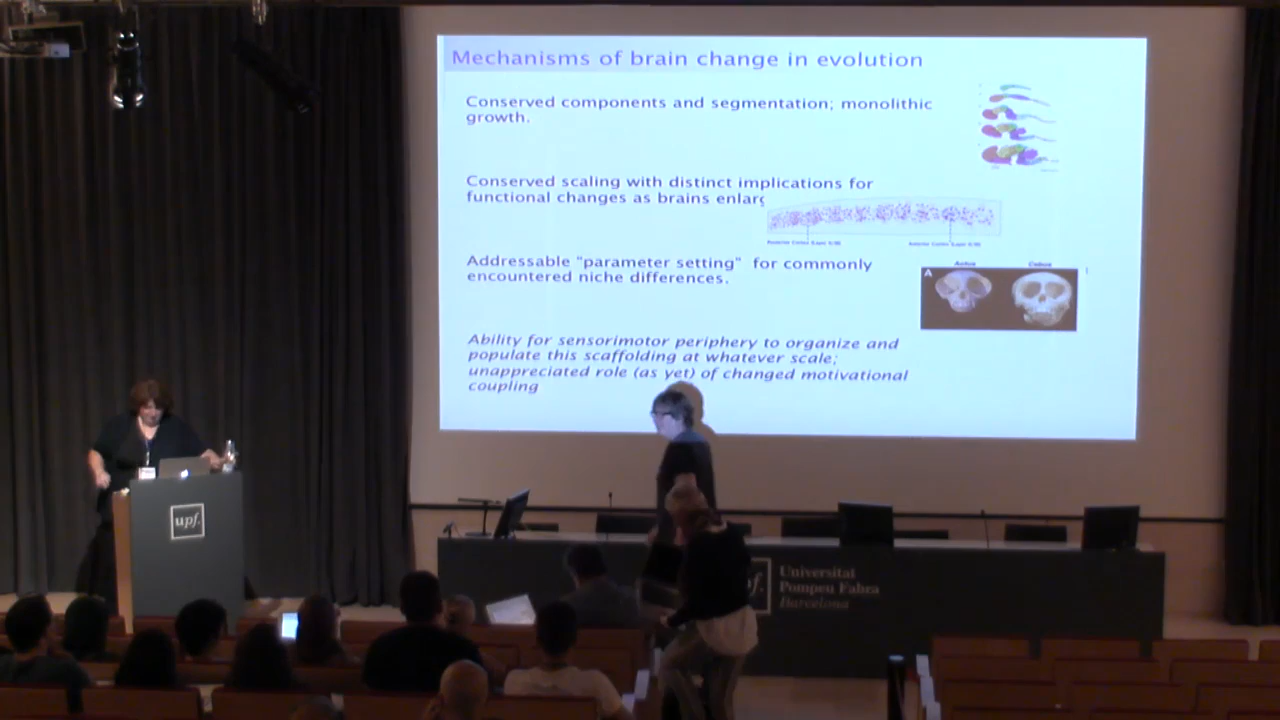 Mechanisms of brain change in evolution
Conserved components and segmentation; monolithic
growth.
Conserved scaling with distinct implications for
functional changes as brains enlarg
Addressable "parameter setting" for commonly
encountered niche differences.
Aotus
Cebus
A
Ability for sensorimotor periphery to organize and
populate this scaffolding at whatever scale;
unappreciated role (as yet) of changed motivational
coupling
upf.
pf.
Universitat
Pompeu Fabra
Barcelona